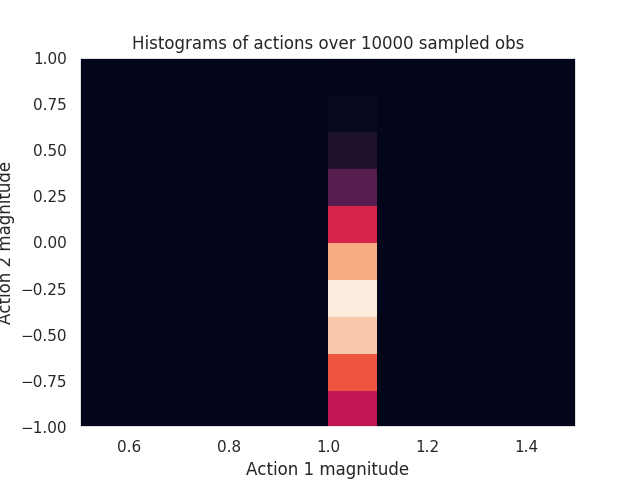 Histograms of actions over 10000 sampled obs
1.00
0.75
0.50
0.25
0.00
−0.25
−0.50
−0.75
−1.00
Action 2 magnitude
0.6 0.8 1.0 1.2 1.4
Action 1 magnitude